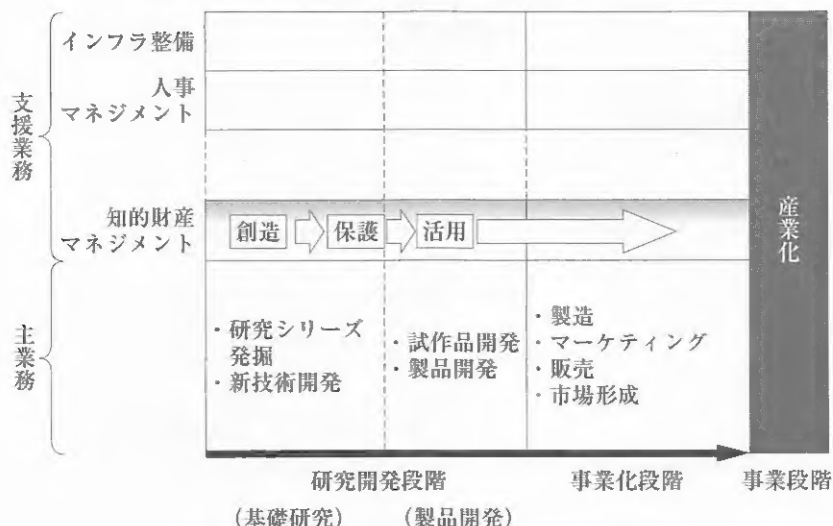 インフラ整備
人事
マネジメント
支援業務
知的財産
マネジメント
創造
保護
活用
産業化
主業務
・研究シリーズ
発掘
・新技術開発
・試作品開発
・製品開発
・製造
・マーケティング
・販売
・市場形成
研究開発段階
事業化段階
事業段階
(基礎研究)
(製品開発)